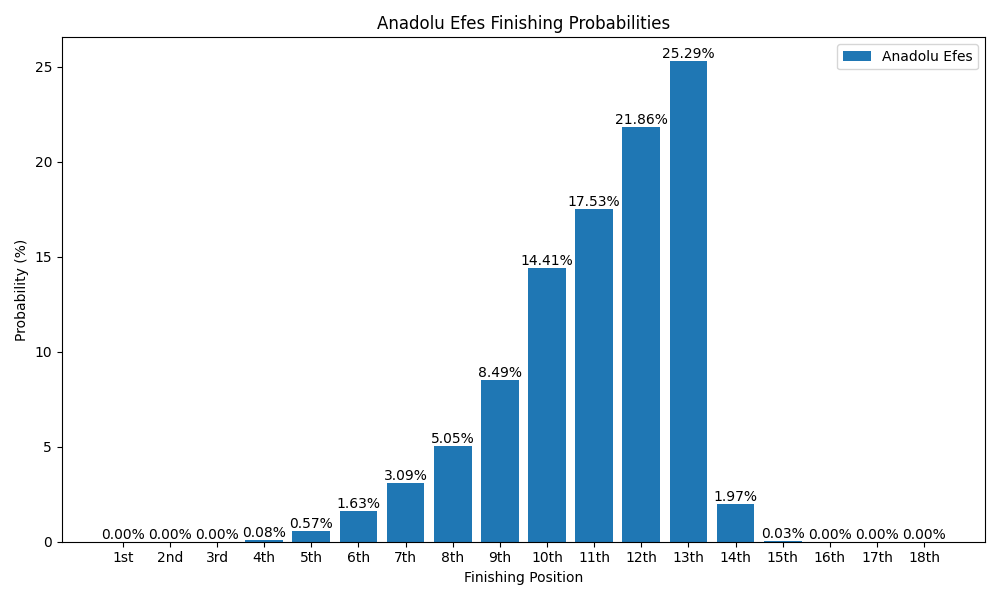 Anadolu Efes Finishing Probabilities
Anadolu Efes
Probability (%)
25
20
15
10
5
0
0.00% 0.00% 0.00% 0.08% 0.57% 1.63% 3.09% 5.05% 8.49% 14.41% 17.53% 21.86% 25.29% 1.97% 0.03% 0.00% 0.00% 0.00%
1st 2nd 3rd 4th 5th 6th 7th 8th 9th 10th 11th 12th 13th 14th 15th 16th 17th 18th
Finishing Position